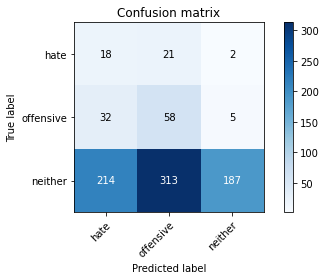 Confusion matrix
True label
hate
18
21
2
offensive
32
58
5
neither
214
313
187
hate
offensive
neither
Predicted label
300
250
200
150
100
50